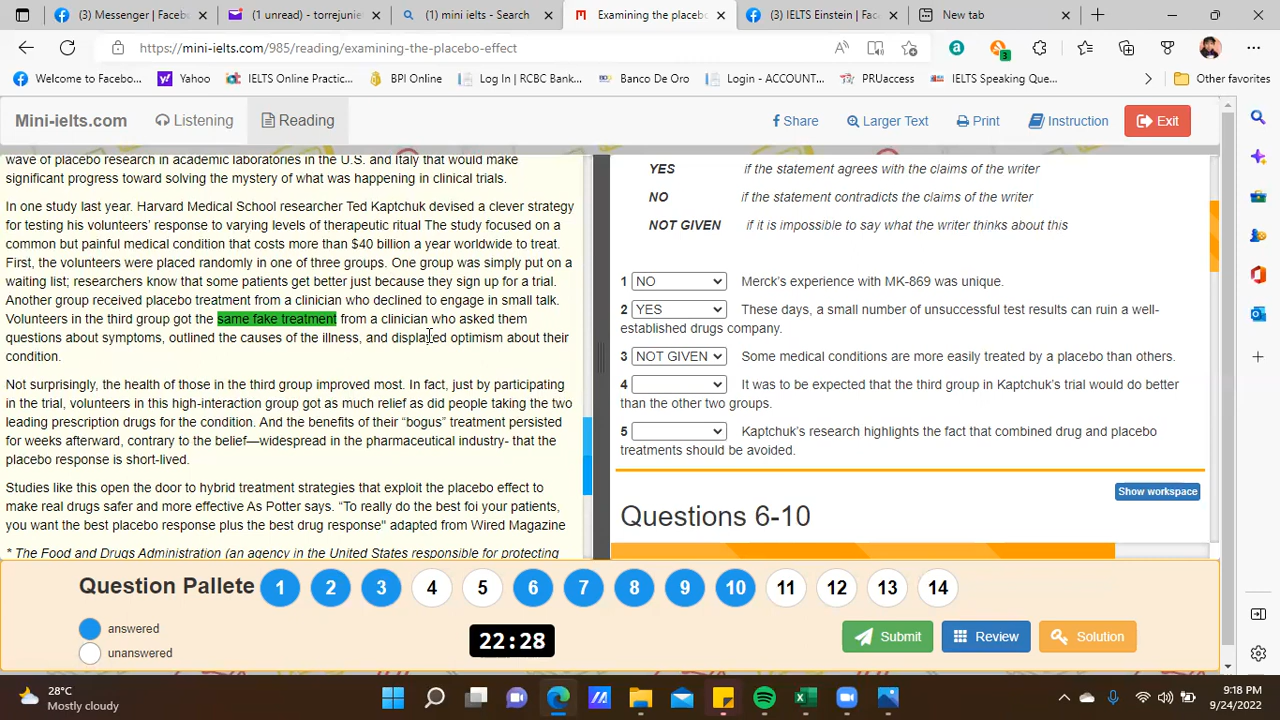 (3) Messenger | Faceb
(1 unread) - torrejunie
(1) mini ielts - Search
Examining the placebo
(3) IELTS Einstein | Fac
New tab
https://mini-ielts.com/985/reading/examining-the-placebo-effect
Welcome to Facebo...
Yahoo
IELTS Online Practic...
BPI Online
Log In | RCBC Bank...
Banco De Oro
Login - ACCOUNT...
PRUaccess
IELTS Speaking Que...
Other favorites
Mini-ielts.com
Listening
Reading
Share
Larger Text
Print
Instruction
Exit
wave of placebo research in academic laboratories in the U.S. and Italy that would make
significant progress toward solving the mystery of what was happening in clinical trials.
In one study last year. Harvard Medical School researcher Ted Kaptchuk devised a clever strategy
for testing his volunteers' response to varying levels of therapeutic ritual The study focused on a
common but painful medical condition that costs more than $40 billion a year worldwide to treat.
First, the volunteers were placed randomly in one of three groups. One group was simply put on a
waiting list; researchers know that some patients get better just because they sign up for a trial.
Another group received placebo treatment from a clinician who declined to engage in small talk.
Volunteers in the third group got the same fake treatment from a clinician who asked them
questions about symptoms, outlined the causes of the illness, and displayed optimism about their
condition.
Not surprisingly, the health of those in the third group improved most. In fact, just by participating
in the trial, volunteers in this high-interaction group got as much relief as did people taking the two
leading prescription drugs for the condition. And the benefits of their "bogus" treatment persisted
for weeks afterward, contrary to the belief—widespread in the pharmaceutical industry- that the
placebo response is short-lived.
Studies like this open the door to hybrid treatment strategies that exploit the placebo effect to
make real drugs safer and more effective As Potter says. "To really do the best foi your patients,
you want the best placebo response plus the best drug response" adapted from Wired Magazine
* The Food and Drugs Administration (an agency in the United States responsible for protecting
YES if the statement agrees with the claims of the writer
NO if the statement contradicts the claims of the writer
NOT GIVEN if it is impossible to say what the writer thinks about this
1 NO Merck's experience with MK-869 was unique.
2 YES These days, a small number of unsuccessful test results can ruin a well-
established drugs company.
3 NOT GIVEN Some medical conditions are more easily treated by a placebo than others.
4 It was to be expected that the third group in Kaptchuk's trial would do better
than the other two groups.
5 Kaptchuk's research highlights the fact that combined drug and placebo
treatments should be avoided.
Show workspace
Questions 6-10
Question Pallete
1 2 3 4 5 6 7 8 9 10 11 12 13 14
answered
unanswered
22:28
Submit
Review
Solution
28°C
Mostly cloudy
9:18 PM
9/24/2022